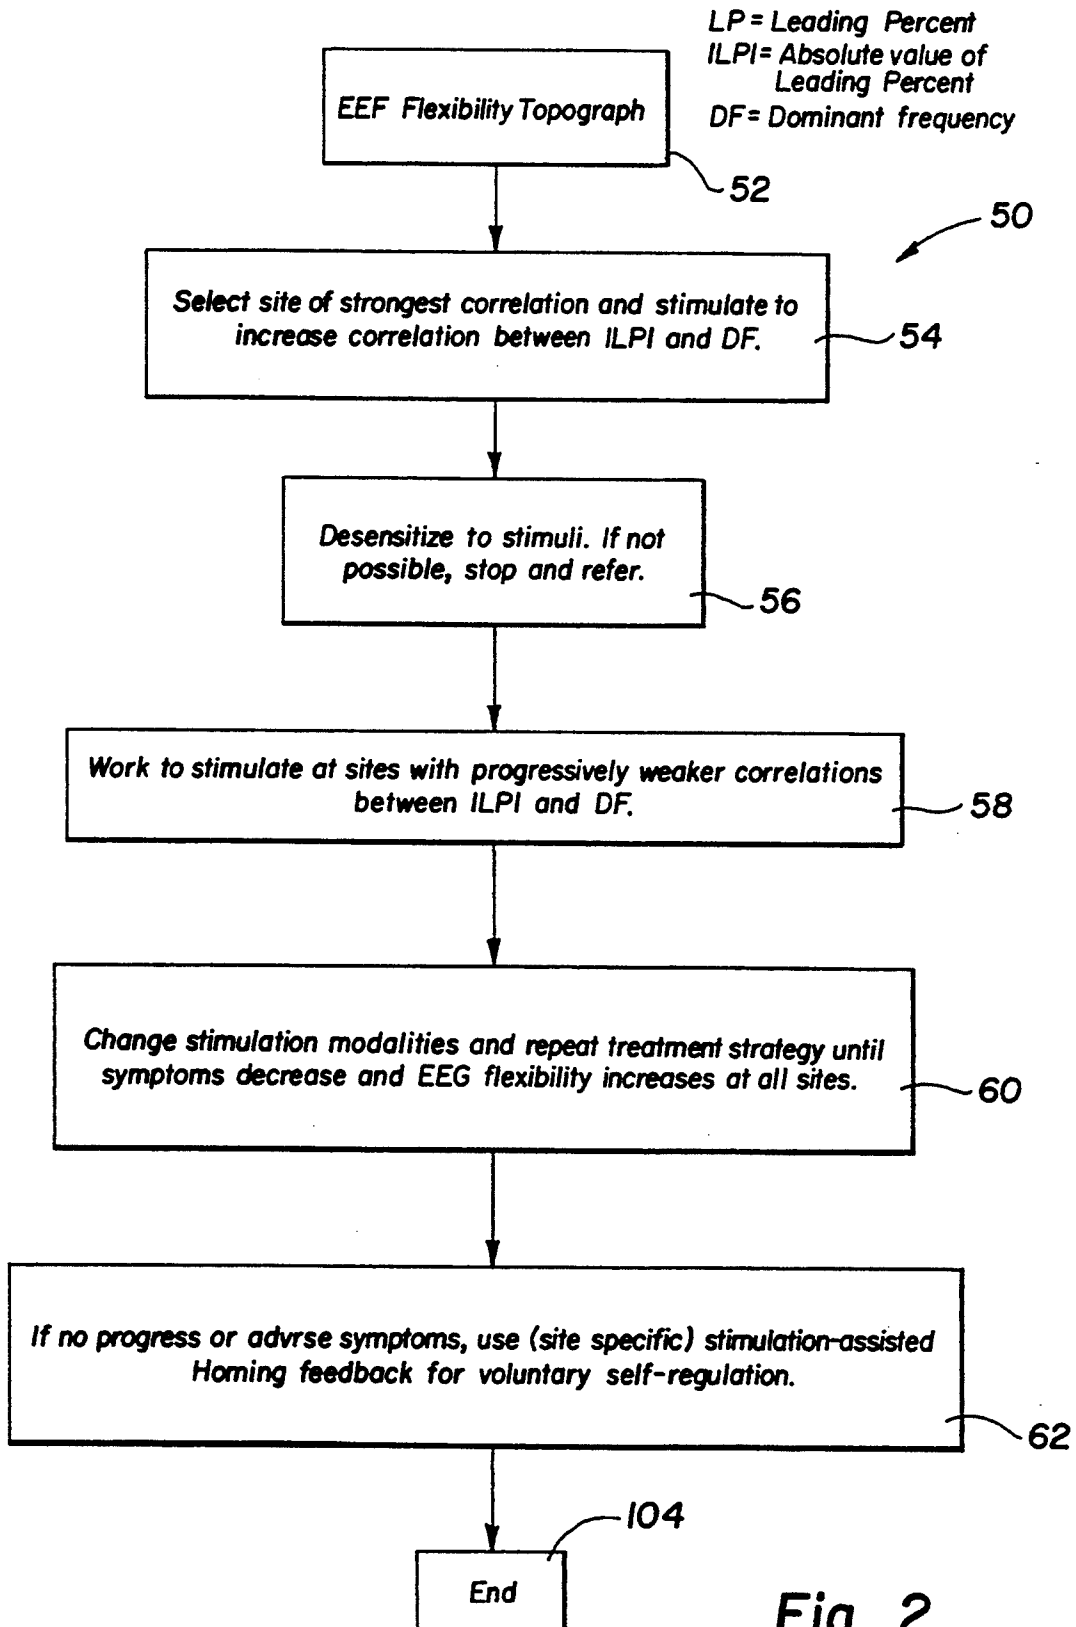 LP = Leading Percent
ILPI = Absolute value of
Leading Percent
DF = Dominant frequency
EEF Flexibility Topograph
52
50
Select site of strongest correlation and stimulate to
increase correlation between ILPI and DF.
54
Desensitize to stimuli. If not
possible, stop and refer.
56
Work to stimulate at sites with progressively weaker correlations
between ILPI and DF.
58
Change stimulation modalities and repeat treatment strategy until
symptoms decrease and EEG flexibility increases at all sites.
60
If no progress or advrse symptoms, use (site specific) stimulation-assisted
Homing feedback for voluntary self-regulation.
62
104
End
Fig. 2